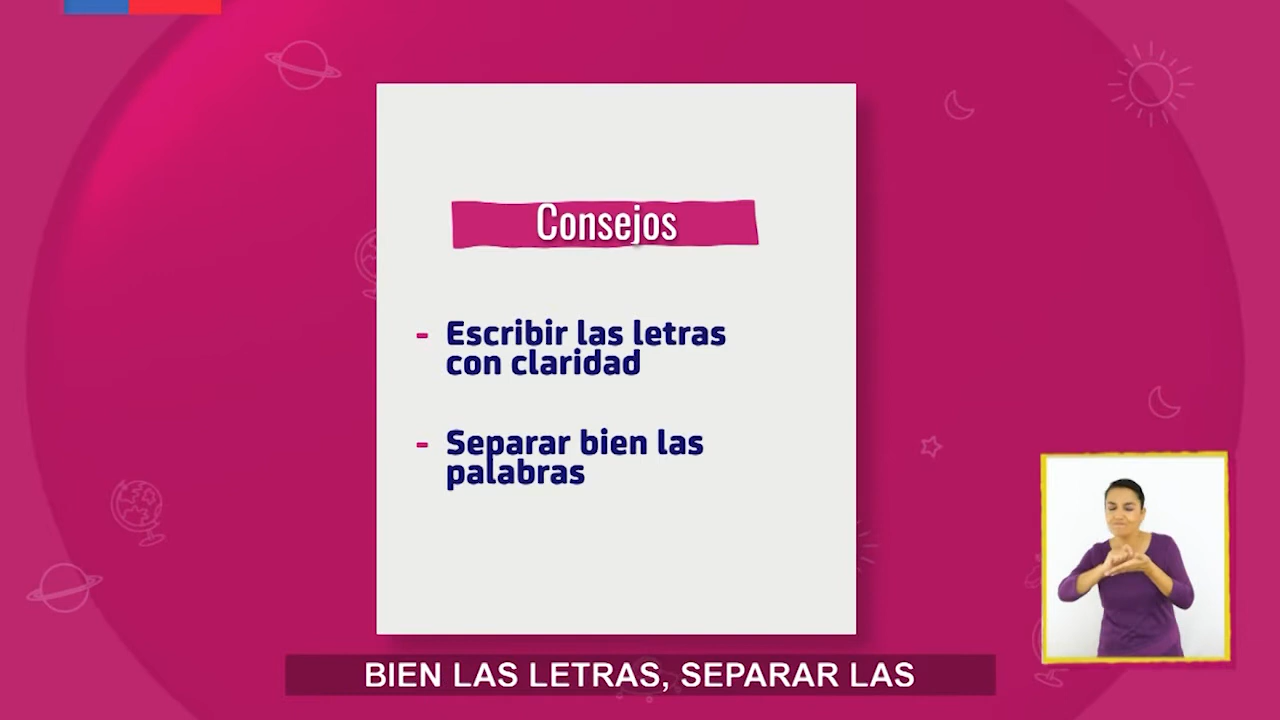 Consejos
- Escribir las letras
con claridad
- Separar bien las
palabras
BIEN LAS LETRAS, SEPARAR LAS